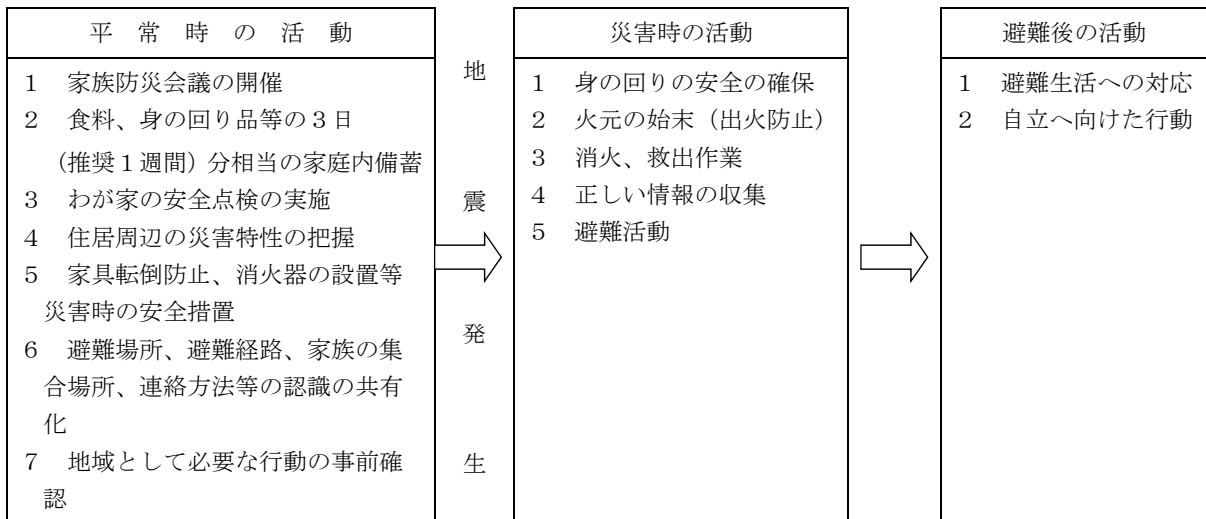 平 常 時 の 活 動
1 家族防災会議の開催
2 食料、身の回り品等の3日
(推奨1週間)分相当の家庭内備蓄
3 わが家の安全点検の実施
4 住居周辺の災害特性の把握
5 家具転倒防止、消火器の設置等
災害時の安全措置
6 避難場所、避難経路、家族の集
合場所、連絡方法等の認識の共有
化
7 地域として必要な行動の事前確
認
地
震
発
生
災害時の活動
1 身の回りの安全の確保
2 火元の始末(出火防止)
3 消火、救出作業
4 正しい情報の収集
5 避難活動
避難後の活動
1 避難生活への対応
2 自立へ向けた行動